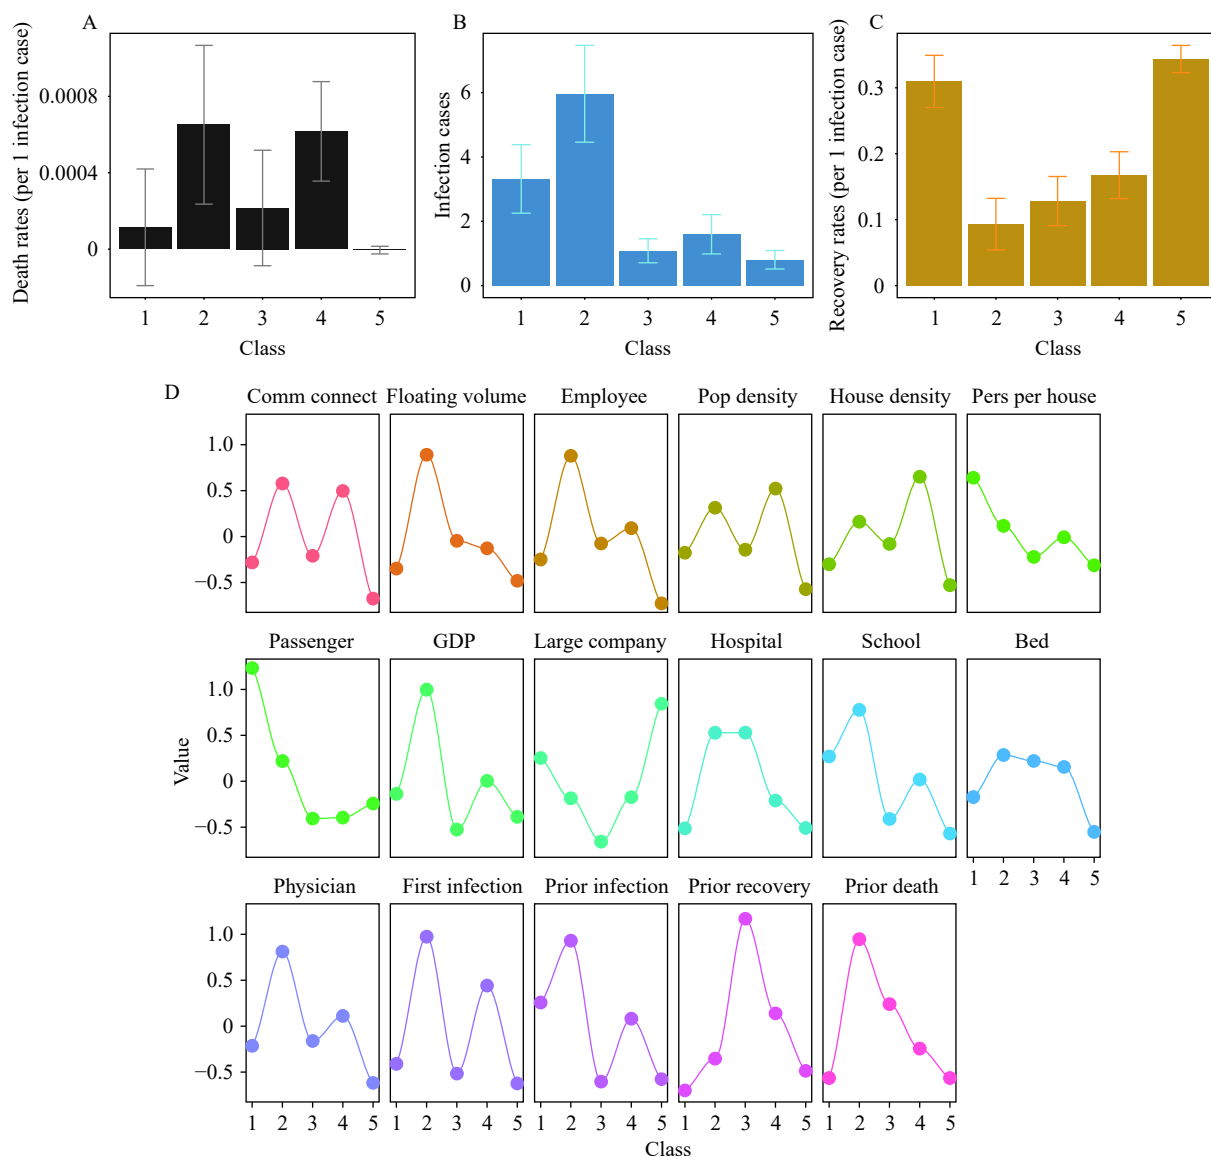 A
B
C
Death rates (per 1 infection case)
0.0008
0.0004
0
1 2 3 4 5
Class
Infection cases
6
4
2
0
1 2 3 4 5
Class
Recovery rates (per 1 infection case)
0.3
0.2
0.1
0
1 2 3 4 5
Class
D
Comm connect
Floating volume
Employee
Pop density
House density
Pers per house
1.0
0.5
0
−0.5
Passenger
GDP
Large company
Hospital
School
Bed
Value
1.0
0.5
0
−0.5
1 2 3 4 5
Physician
First infection
Prior infection
Prior recovery
Prior death
1.0
0.5
0
−0.5
1 2 3 4 5
1 2 3 4 5
1 2 3 4 5
1 2 3 4 5
1 2 3 4 5
Class